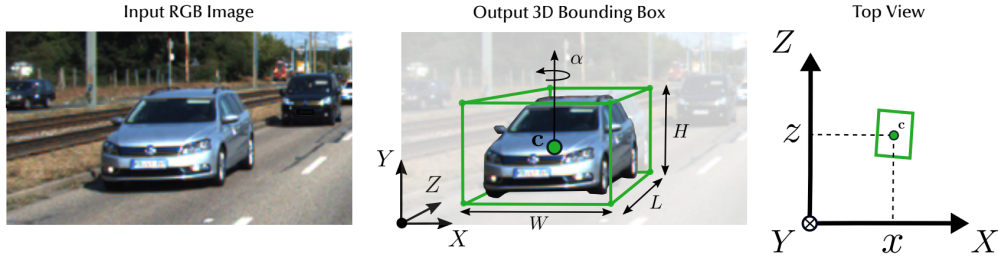 Input RGB Image
Output 3D Bounding Box
Top View
α
c
H
Y
Z
X
W
L
Z
z
c
Y
x
X